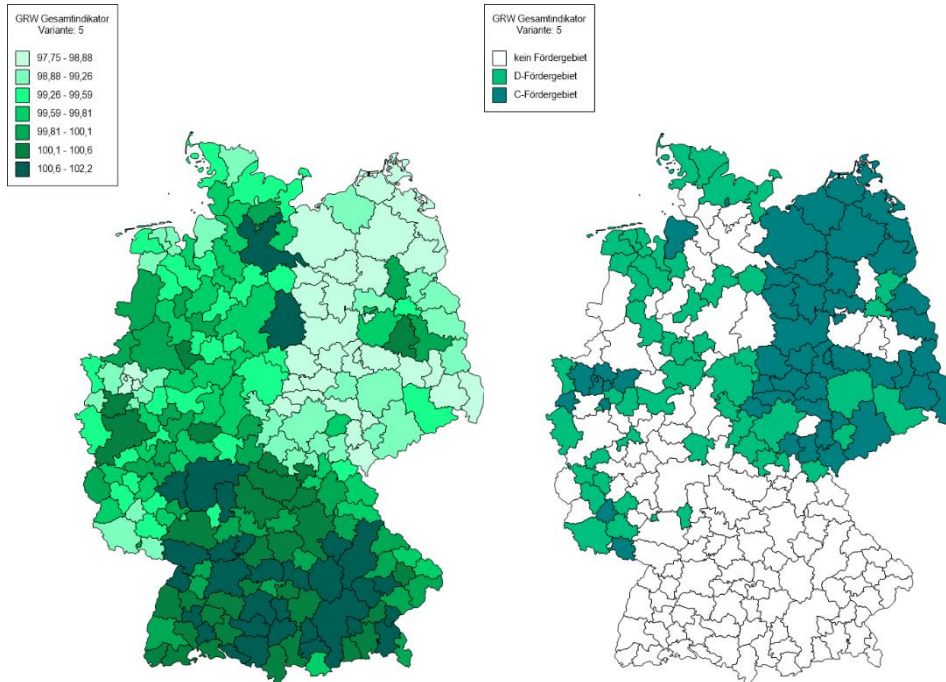 GRW Gesamtindikator
Variante: 5
97,75 - 98,88
98,88 - 99,26
99,26 - 99,59
99,59 - 99,81
99,81 - 100,1
100,1 - 100,6
100,6 - 102,2
GRW Gesamtindikator
Variante: 5
kein Fördergebiet
D-Fördergebiet
C-Fördergebiet